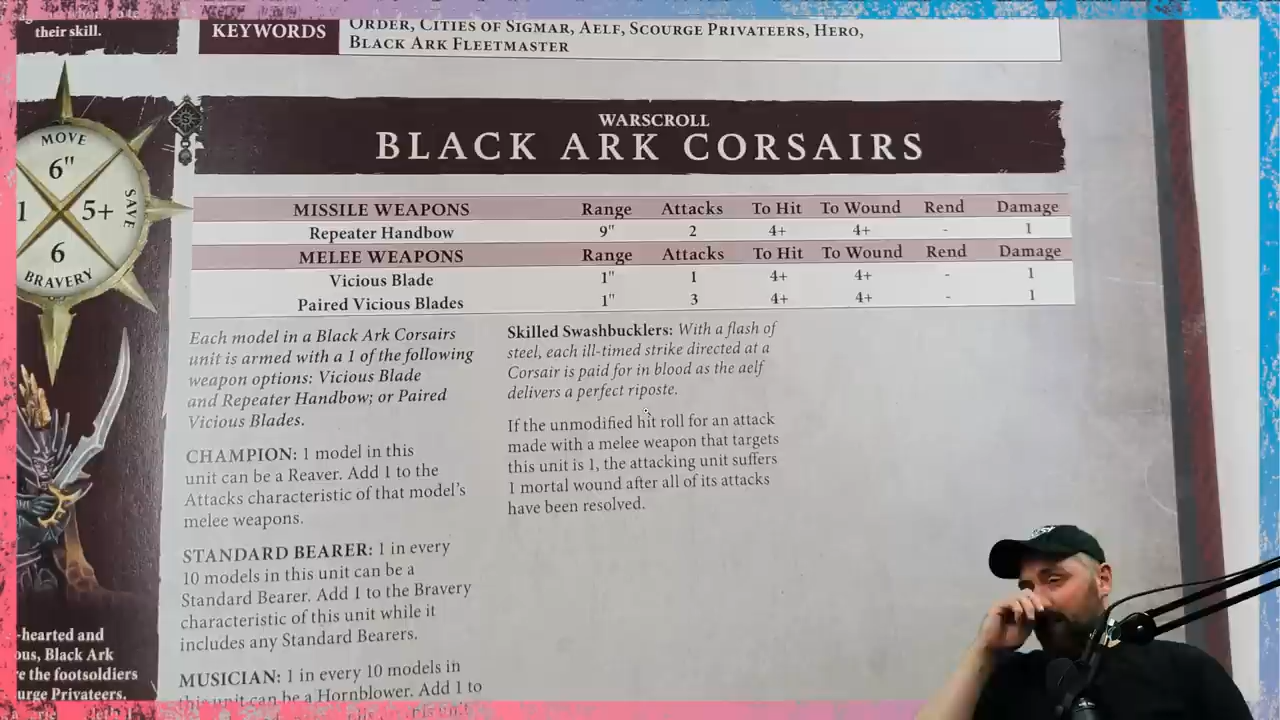 their skill.
KEYWORDS
ORDER, CITIES OF SIGMAR, AELF, SCOURGE PRIVATEERS, HERO,
BLACK ARK FLEETMASTER
MOVE
6"
1
5+
SAVE
6
BRAVERY
WARSCROLL
BLACK ARK CORSAIRS
MISSILE WEAPONS Range Attacks To Hit To Wound Rend Damage
Repeater Handbow 9" 2 4+ 4+ - 1
MELEE WEAPONS Range Attacks To Hit To Wound Rend Damage
Vicious Blade 1" 1 4+ 4+ - 1
Paired Vicious Blades 1" 3 4+ 4+ - 1
Each model in a Black Ark Corsairs
unit is armed with a 1 of the following
weapon options: Vicious Blade
and Repeater Handbow; or Paired
Vicious Blades.
CHAMPION: 1 model in this
unit can be a Reaver. Add 1 to the
Attacks characteristic of that model's
melee weapons.
STANDARD BEARER: 1 in every
10 models in this unit can be a
Standard Bearer. Add 1 to the Bravery
characteristic of this unit while it
includes any Standard Bearers.
MUSICIAN: 1 in every 10 models in
this unit can be a Hornblower. Add 1 to
Skilled Swashbucklers: With a flash of
steel, each ill-timed strike directed at a
Corsair is paid for in blood as the aelf
delivers a perfect riposte.
If the unmodified hit roll for an attack
made with a melee weapon that targets
this unit is 1, the attacking unit suffers
1 mortal wound after all of its attacks
have been resolved.
-hearted and
ous, Black Ark
re the footsoldiers
urge Privateers.